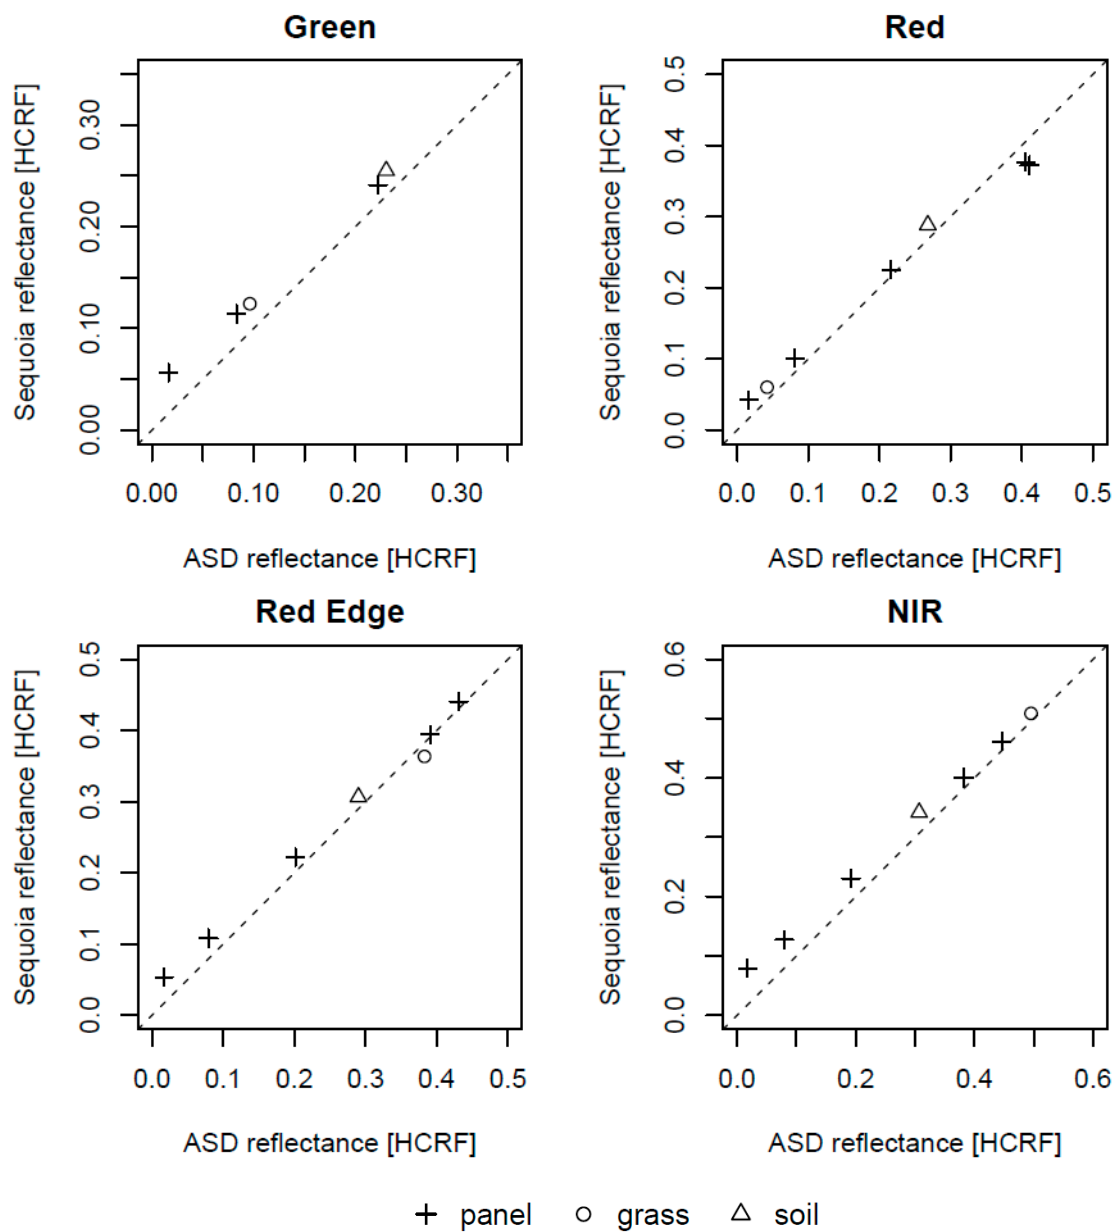 Green
Sequoia reflectance [HCRF]
0.30
0.20
0.10
0.00
0.00 0.10 0.20 0.30
ASD reflectance [HCRF]
Red
Sequoia reflectance [HCRF]
0.5
0.4
0.3
0.2
0.1
0.0
0.0 0.1 0.2 0.3 0.4 0.5
ASD reflectance [HCRF]
Red Edge
Sequoia reflectance [HCRF]
0.5
0.4
0.3
0.2
0.1
0.0
0.0 0.1 0.2 0.3 0.4 0.5
ASD reflectance [HCRF]
NIR
Sequoia reflectance [HCRF]
0.6
0.4
0.2
0.0
0.0 0.2 0.4 0.6
ASD reflectance [HCRF]
panel grass soil